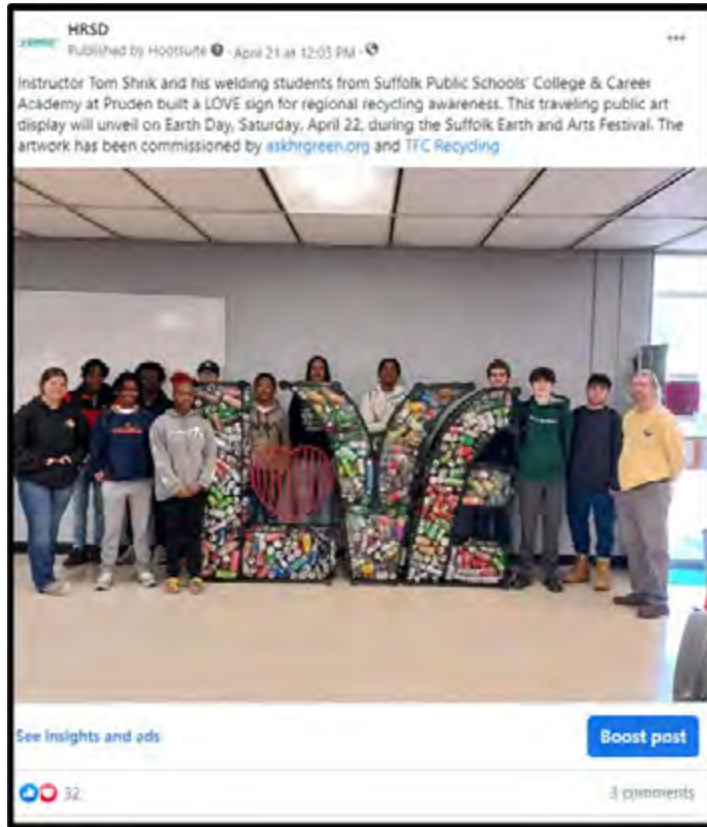 HRSD
Published by Hootsuite · April 21 at 12:03 PM ·
Instructor Tom Shrik and his welding students from Suffolk Public Schools' College & Career
Academy at Pruden built a LOVE sign for regional recycling awareness. This traveling public art
display will unveil on Earth Day, Saturday, April 22, during the Suffolk Earth and Arts Festival. The
artwork has been commissioned by askhrgreen.org and TFC Recycling
LVE
See insights and ads
Boost post
32
3 comments